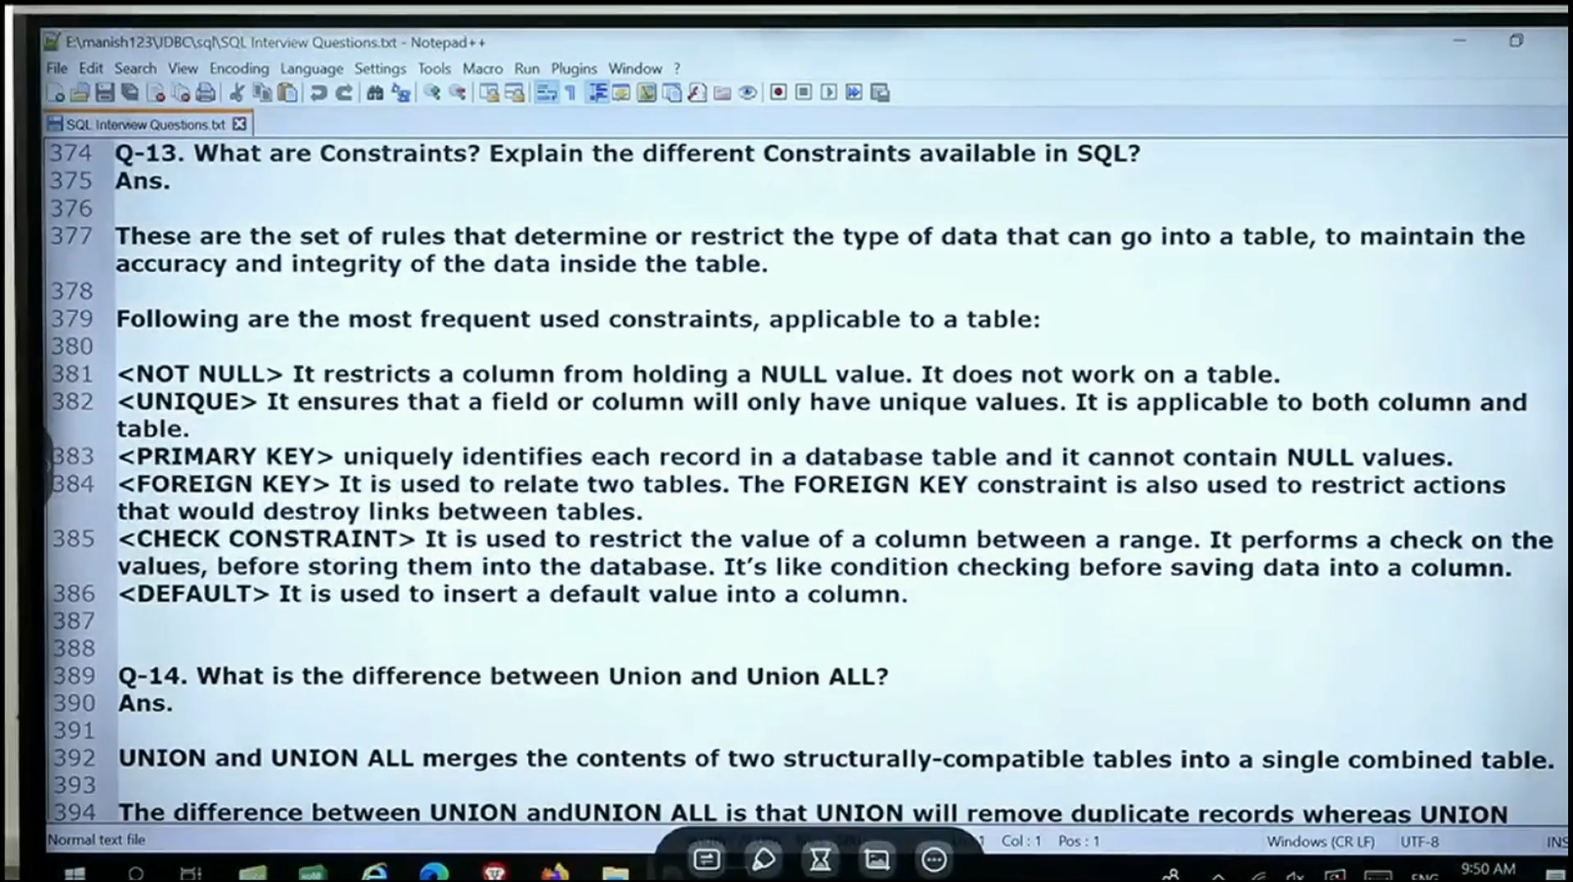 E:\manish123\JDBC\sql\SQL Interview Questions.txt - Notepad++
File Edit Search View Encoding Language Settings Tools Macro Run Plugins Window ?
SQL Interview Questions.txt
374 Q-13. What are Constraints? Explain the different Constraints available in SQL?
375 Ans.
376
377 These are the set of rules that determine or restrict the type of data that can go into a table, to maintain the
accuracy and integrity of the data inside the table.
378
379 Following are the most frequent used constraints, applicable to a table:
380
381 <NOT NULL> It restricts a column from holding a NULL value. It does not work on a table.
382 <UNIQUE> It ensures that a field or column will only have unique values. It is applicable to both column and
table.
383 <PRIMARY KEY> uniquely identifies each record in a database table and it cannot contain NULL values.
384 <FOREIGN KEY> It is used to relate two tables. The FOREIGN KEY constraint is also used to restrict actions
that would destroy links between tables.
385 <CHECK CONSTRAINT> It is used to restrict the value of a column between a range. It performs a check on the
values, before storing them into the database. It’s like condition checking before saving data into a column.
386 <DEFAULT> It is used to insert a default value into a column.
387
388
389 Q-14. What is the difference between Union and Union ALL?
390 Ans.
391
392 UNION and UNION ALL merges the contents of two structurally-compatible tables into a single combined table.
393
394 The difference between UNION andUNION ALL is that UNION will remove duplicate records whereas UNION
Normal text file Col : 1 Pos : 1 Windows (CR LF) UTF-8 INS
ENG 9:50 AM